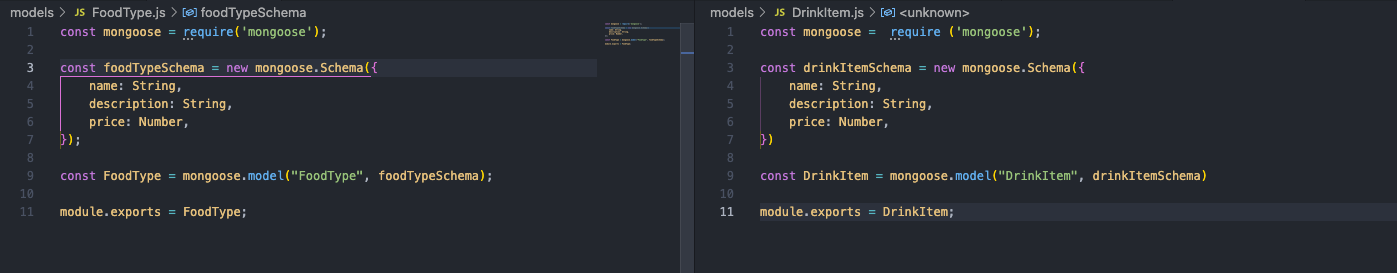 models > JS FoodType.js > foodTypeSchema
1 const mongoose = require('mongoose');
2
3 const foodTypeSchema = new mongoose.Schema({
4     name: String,
5     description: String,
6     price: Number,
7 });
8
9 const FoodType = mongoose.model("FoodType", foodTypeSchema);
10
11 module.exports = FoodType;
models > JS DrinkItem.js > <unknown>
1 const mongoose =  require ('mongoose');
2
3 const drinkItemSchema = new mongoose.Schema({
4     name: String,
5     description: String,
6     price: Number,
7 })
8
9 const DrinkItem = mongoose.model("DrinkItem", drinkItemSchema)
10
11 module.exports = DrinkItem;